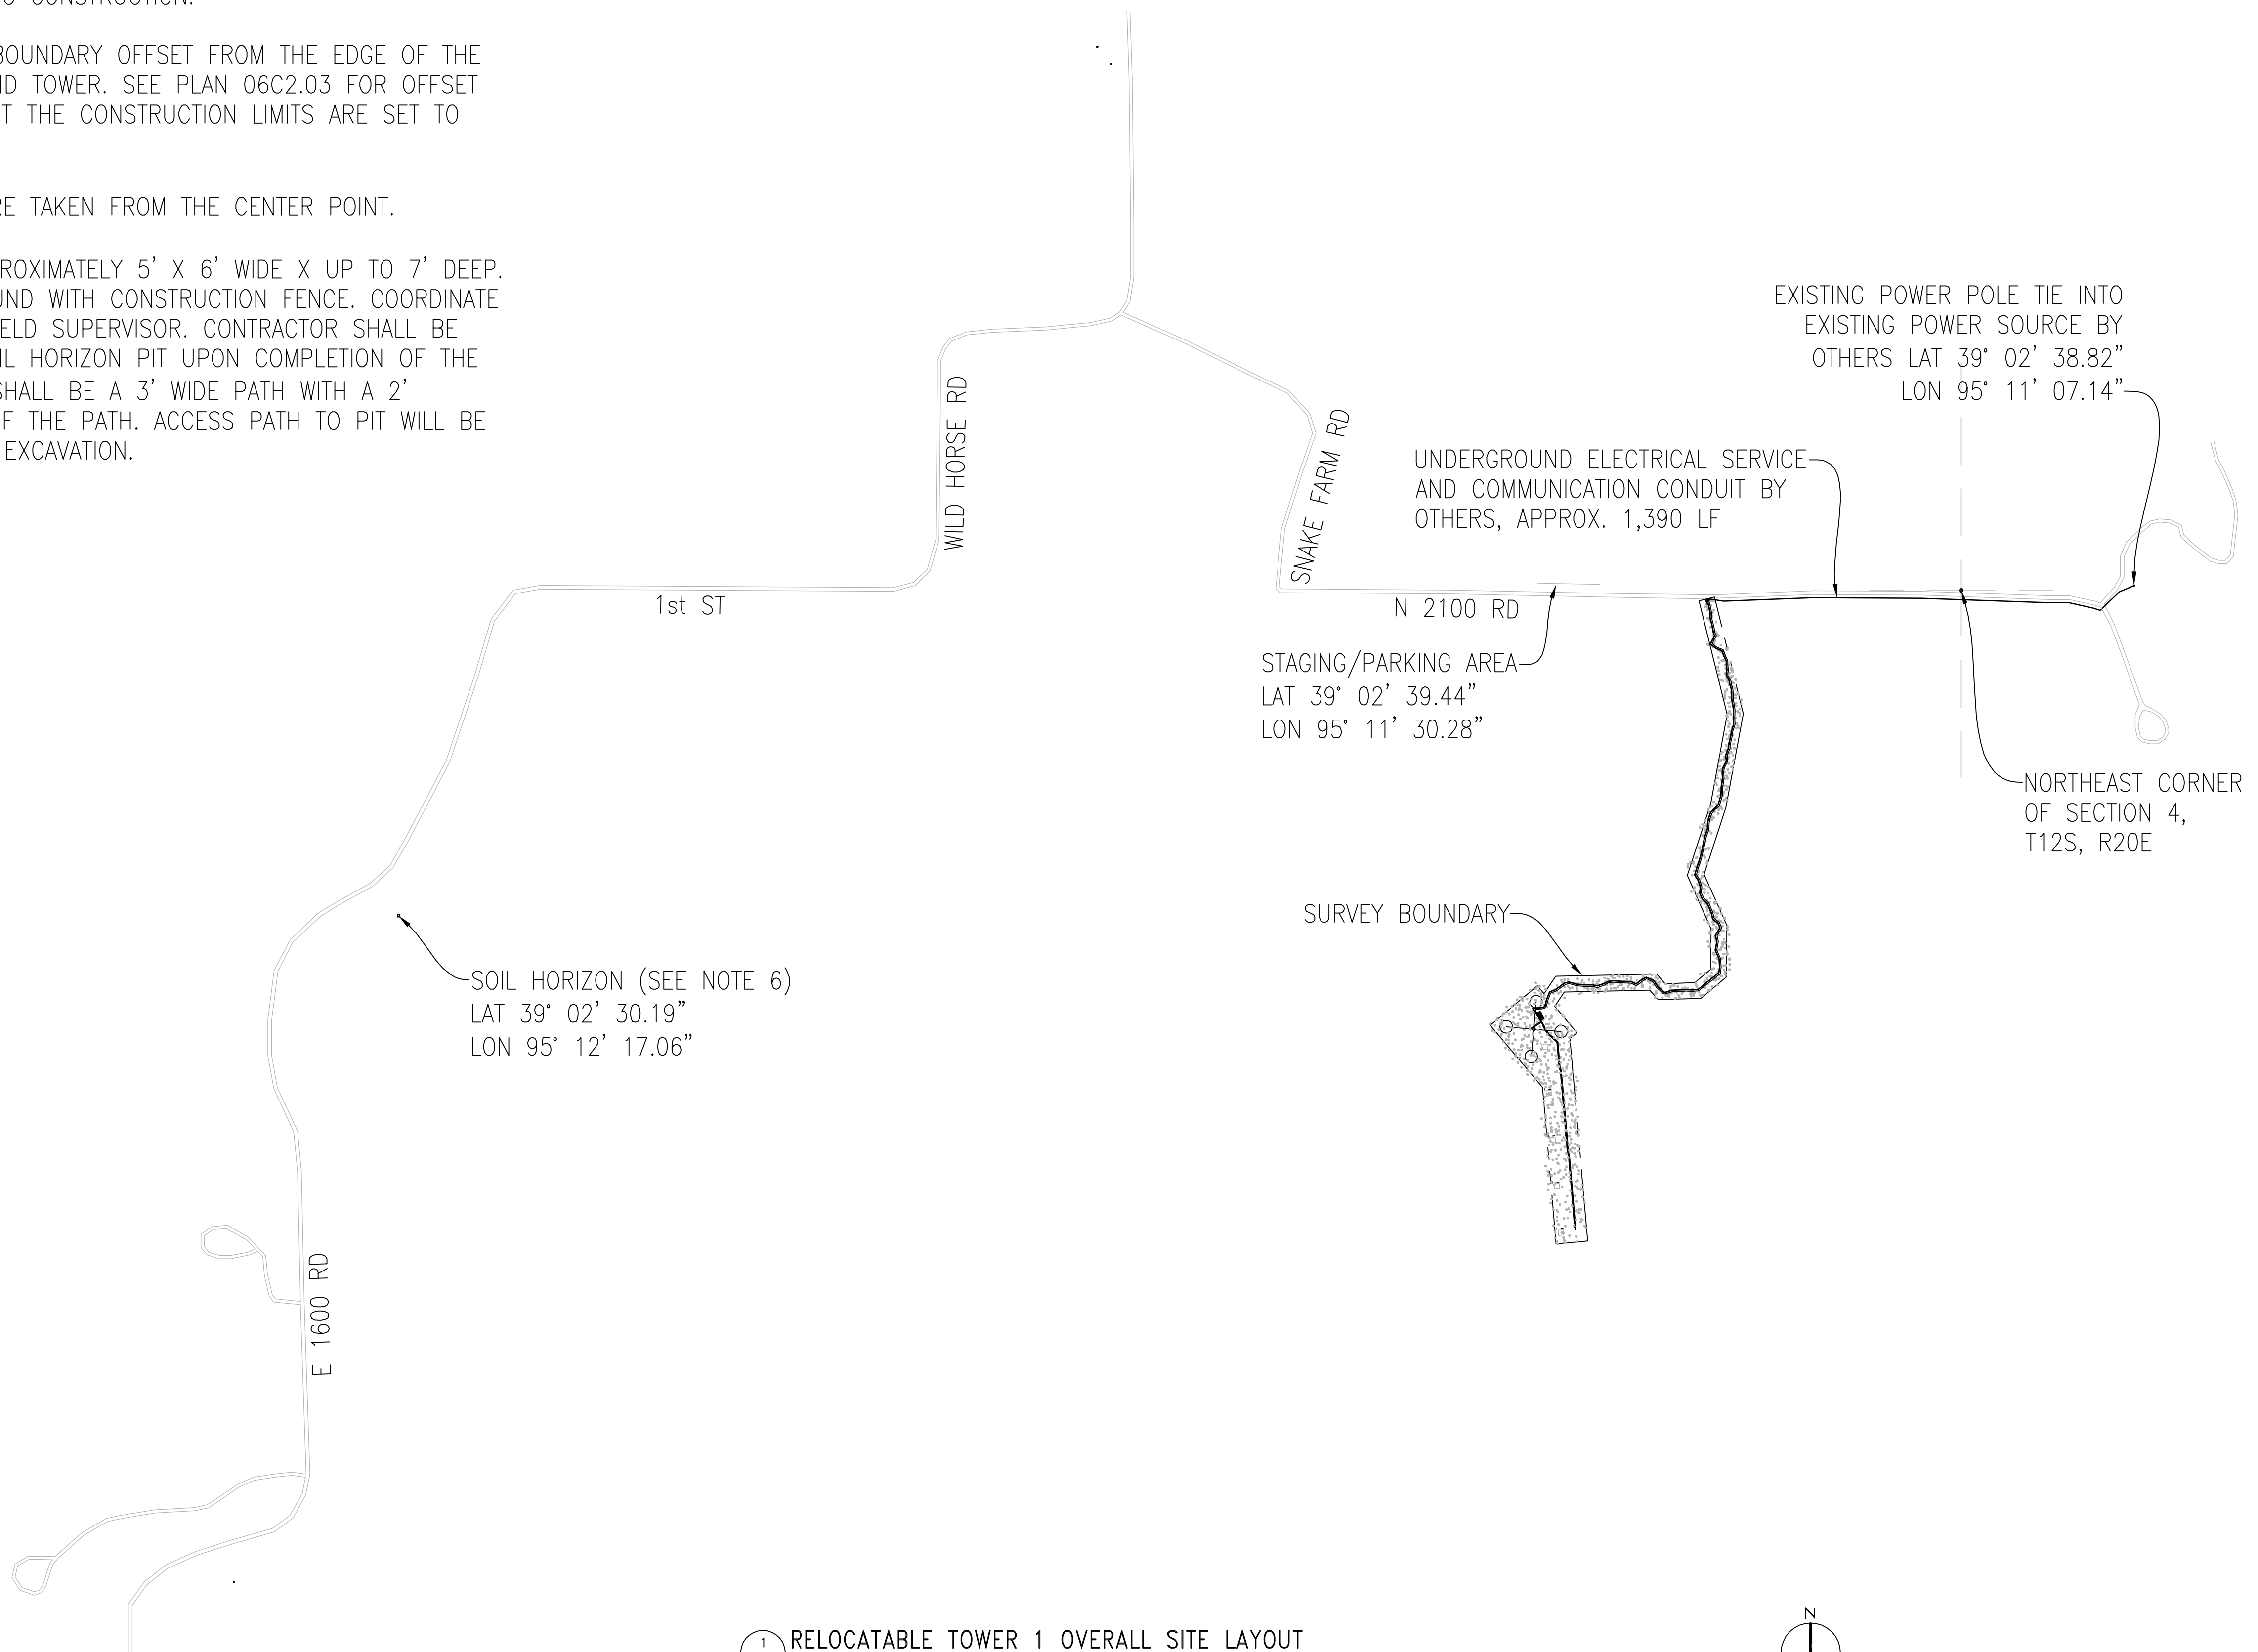 CONSTRUCTION.
BOUNDARY OFFSET FROM THE EDGE OF THE
TOWER. SEE PLAN 06C2.03 FOR OFFSET
THE CONSTRUCTION LIMITS ARE SET TO
TAKEN FROM THE CENTER POINT.
5' X 6' WIDE X UP TO 7' DEEP.
WITH CONSTRUCTION FENCE. COORDINATE
SUPERVISOR. CONTRACTOR SHALL BE
HORIZON PIT UPON COMPLETION OF THE
SHALL BE A 3' WIDE PATH WITH A 2'
OF THE PATH. ACCESS PATH TO PIT WILL BE
EXCAVATION.
WILD HORSE RD
SNAKE FARM RD
1st ST
N 2100 RD
E 1600 RD
EXISTING POWER POLE TIE INTO
EXISTING POWER SOURCE BY
OTHERS LAT 39° 02' 38.82"
LON 95° 11' 07.14"
UNDERGROUND ELECTRICAL SERVICE
AND COMMUNICATION CONDUIT BY
OTHERS, APPROX. 1,390 LF
STAGING/PARKING AREA
LAT 39° 02' 39.44"
LON 95° 11' 30.28"
NORTHEAST CORNER
OF SECTION 4,
T12S, R20E
SURVEY BOUNDARY
SOIL HORIZON (SEE NOTE 6)
LAT 39° 02' 30.19"
LON 95° 12' 17.06"
1 RELOCATABLE TOWER 1 OVERALL SITE LAYOUT
N